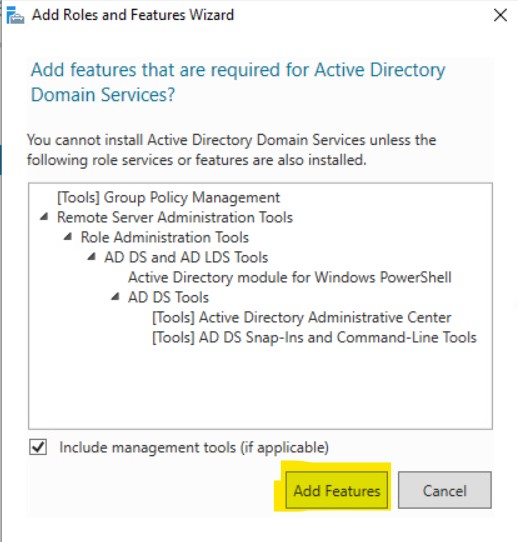 Add Roles and Features Wizard
Add features that are required for Active Directory
Domain Services?
You cannot install Active Directory Domain Services unless the
following role services or features are also installed.
[Tools] Group Policy Management
Remote Server Administration Tools
Role Administration Tools
AD DS and AD LDS Tools
Active Directory module for Windows PowerShell
AD DS Tools
[Tools] Active Directory Administrative Center
[Tools] AD DS Snap-Ins and Command-Line Tools
Include management tools (if applicable)
Add Features
Cancel